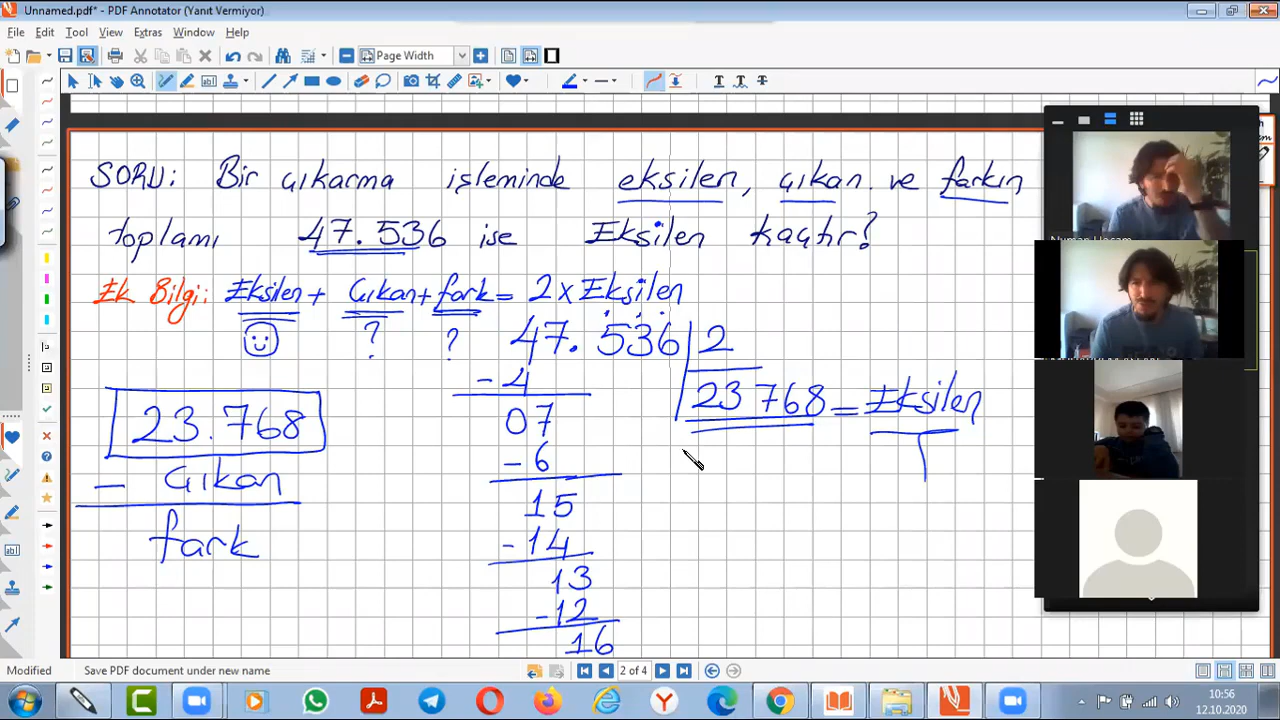 Unnamed.pdf* - PDF Annotator (Yanıt Vermiyor)
File Edit Tool View Extras Window Help
Page Width
SORU: Bir çıkarma işleminde eksilen, çıkan ve farkın
toplamı 47.536 ise Eksilen kaçtır?
Ek Bilgi: Eksilen + Çıkan + fark = 2 x Eksilen
? ?
47.536 2
- 4
23768 = Eksilen
07
23.768
- 6
- çıkan
15
fark
- 14
13
- 12
16
Modified Save PDF document under new name 2 of 4
10:56
12.10.2020